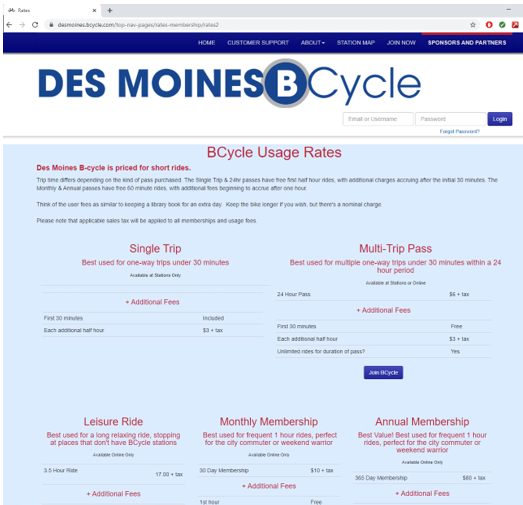 Rates
desmoines.bcycle.com/top-nav-pages/rates-membership/rates2
HOME CUSTOMER SUPPORT ABOUT STATION MAP JOIN NOW SPONSORS AND PARTNERS
DES MOINES BCycle
Email or Username Password Login
Forgot Password?
BCycle Usage Rates
Des Moines B-cycle is priced for short rides.
Trip time differs depending on the kind of pass purchased. The Single Trip & 24hr passes have free first half hour rides, with additional charges accruing after the initial 30 minutes. The
Monthly & Annual passes have free 60 minute rides, with additional fees beginning to accrue after one hour.
Think of the user fees as similar to keeping a library book for an extra day. Keep the bike longer if you wish, but there's a nominal charge.
Please note that applicable sales tax will be applied to all memberships and usage fees.
Single Trip
Best used for one-way trips under 30 minutes
Available at Stations Only
+ Additional Fees
First 30 minutes Included
Each additional half hour $3 + tax
Multi-Trip Pass
Best used for multiple one-way trips under 30 minutes within a 24
hour period
Available at Stations or Online
24 Hour Pass $6 + tax
+ Additional Fees
First 30 minutes Free
Each additional half hour $3 + tax
Unlimited rides for duration of pass? Yes
Join BCycle
Leisure Ride
Best used for a long relaxing ride, stopping
at places that don't have BCycle stations
Available Online Only
3.5 Hour Ride 17.00 + tax
+ Additional Fees
Monthly Membership
Best used for frequent 1 hour rides, perfect
for the city commuter or weekend warrior
Available Online Only
30 Day Membership $10 + tax
+ Additional Fees
1st hour Free
Annual Membership
Best Value! Best used for frequent 1 hour
rides, perfect for the city commuter or
weekend warrior
Available Online Only
365 Day Membership $80 + tax
+ Additional Fees